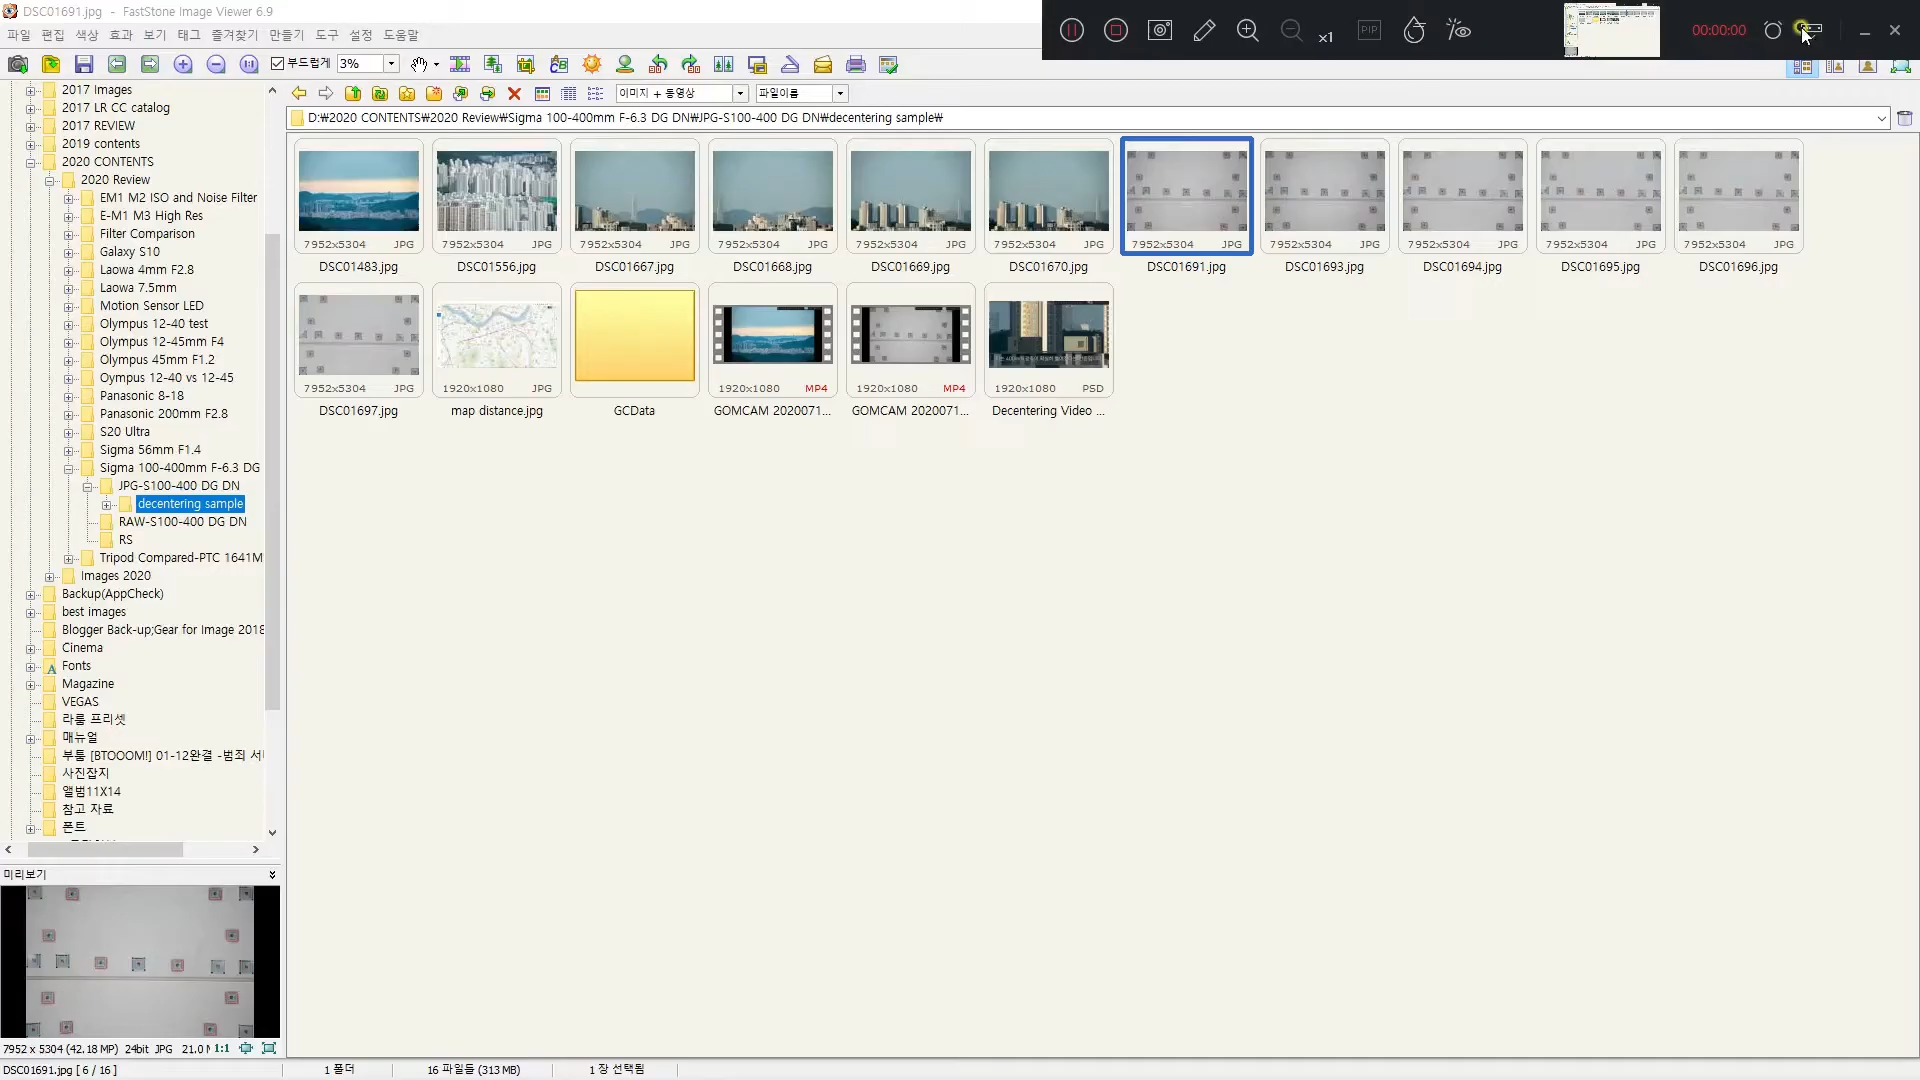 DSC01691.jpg - FastStone Image Viewer 6.9
파일 편집 색상 효과 보기 태그 즐겨찾기 만들기 도구 설정 도움말
x1 PIP 00:00:00
부드럽게 3%
이미지 + 동영상 파일이름
D:₩2020 CONTENTS₩2020 Review₩Sigma 100-400mm F-6.3 DG DN₩JPG-S100-400 DG DN₩decentering sample₩
2017 Images
2017 LR CC catalog
2017 REVIEW
2019 contents
2020 CONTENTS
2020 Review
EM1 M2 ISO and Noise Filter
E-M1 M3 High Res
Filter Comparison
Galaxy S10
Laowa 4mm F2.8
Laowa 7.5mm
Motion Sensor LED
Olympus 12-40 test
Olympus 12-45mm F4
Olympus 45mm F1.2
Oympus 12-40 vs 12-45
Panasonic 8-18
Panasonic 200mm F2.8
S20 Ultra
Sigma 56mm F1.4
Sigma 100-400mm F-6.3 DG
JPG-S100-400 DG DN
decentering sample
RAW-S100-400 DG DN
RS
Tripod Compared-PTC 1641M
Images 2020
Backup(AppCheck)
best images
Blogger Back-up;Gear for Image 2018
Cinema
Fonts
Magazine
VEGAS
라룸 프리셋
매뉴얼
부툼 [BTOOOM!] 01-12완결 -범죄 서
사진잡지
앨범11X14
참고 자료
폰트
미리보기
7952 x 5304 (42.18 MP) 24bit JPG 21.0 1:1
DSC01691.jpg [ 6 / 16 ]
7952x5304 JPG 7952x5304 JPG 7952x5304 JPG 7952x5304 JPG 7952x5304 JPG 7952x5304 JPG 7952x5304 JPG 7952x5304 JPG 7952x5304 JPG 7952x5304 JPG 7952x5304 JPG
DSC01483.jpg DSC01556.jpg DSC01667.jpg DSC01668.jpg DSC01669.jpg DSC01670.jpg DSC01691.jpg DSC01693.jpg DSC01694.jpg DSC01695.jpg DSC01696.jpg
7952x5304 JPG 1920x1080 JPG 1920x1080 MP4 1920x1080 MP4 1920x1080 PSD
DSC01697.jpg map distance.jpg GCData GOMCAM 2020071... GOMCAM 2020071... Decentering Video ...
1 폴더 16 파일들 (313 MB) 1 장 선택됨